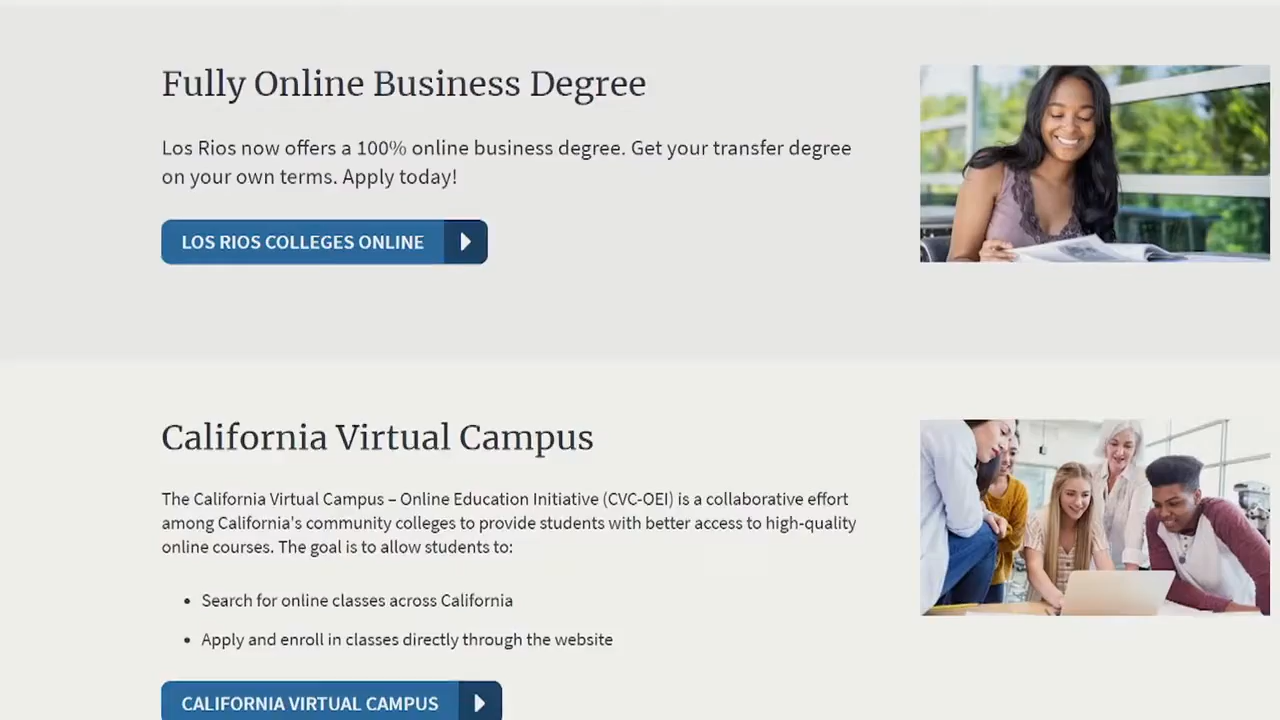 Fully Online Business Degree
Los Rios now offers a 100% online business degree. Get your transfer degree
on your own terms. Apply today!
LOS RIOS COLLEGES ONLINE
California Virtual Campus
The California Virtual Campus – Online Education Initiative (CVC-OEI) is a collaborative effort
among California's community colleges to provide students with better access to high-quality
online courses. The goal is to allow students to:
• Search for online classes across California
• Apply and enroll in classes directly through the website
CALIFORNIA VIRTUAL CAMPUS